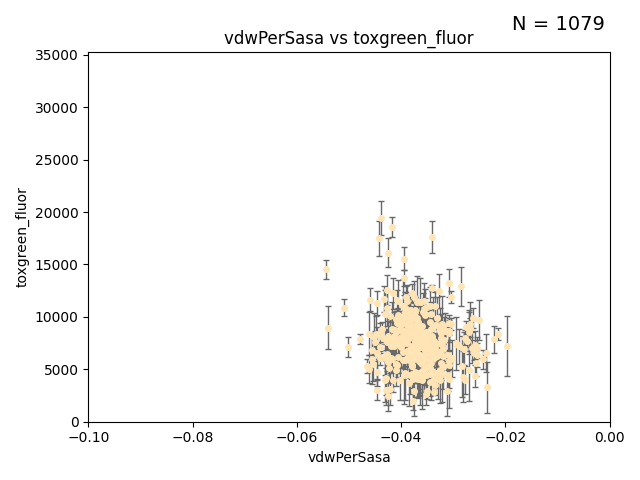 N = 1079
vdwPerSasa vs toxgreen_fluor
toxgreen_fluor
35000
30000
25000
20000
15000
10000
5000
0
−0.10 −0.08 −0.06 −0.04 −0.02 0.00
vdwPerSasa